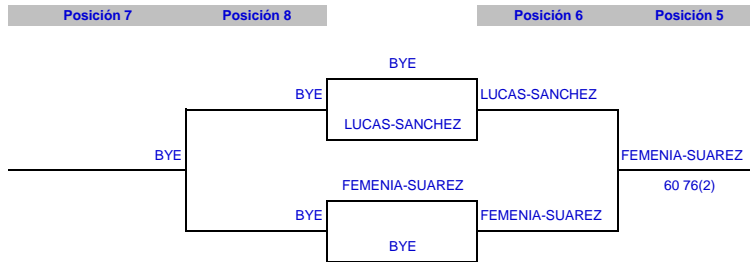 Posición 7 Posición 8 Posición 6 Posición 5
BYE
BYE LUCAS-SANCHEZ
LUCAS-SANCHEZ
BYE FEMENIA-SUAREZ
FEMENIA-SUAREZ 60 76(2)
BYE FEMENIA-SUAREZ
BYE